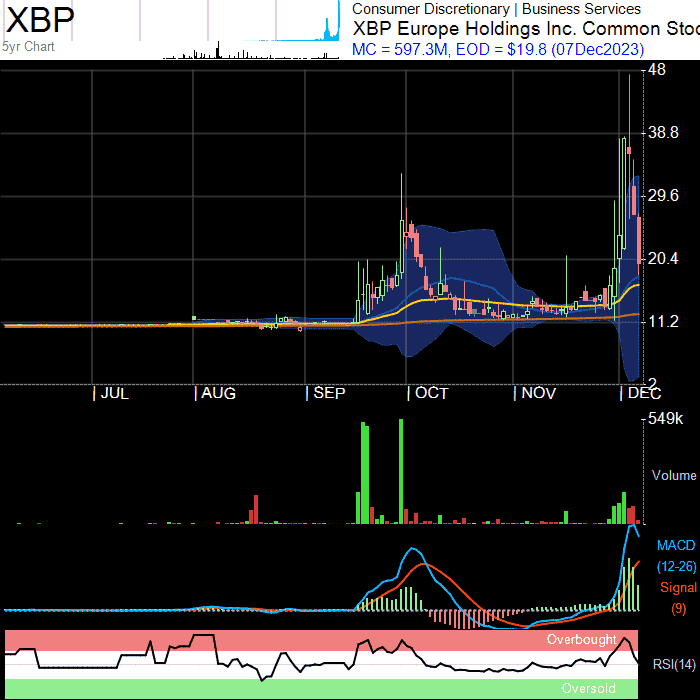 XBP
5yr Chart
Consumer Discretionary | Business Services
XBP Europe Holdings Inc. Common Stoc
MC = 597.3M, EOD = $19.8 (07Dec2023)
48
38.8
29.6
20.4
11.2
2
JUL AUG SEP OCT NOV DEC
549k
Volume
MACD
(12-26)
Signal
(9)
Overbought
RSI(14)
Oversold